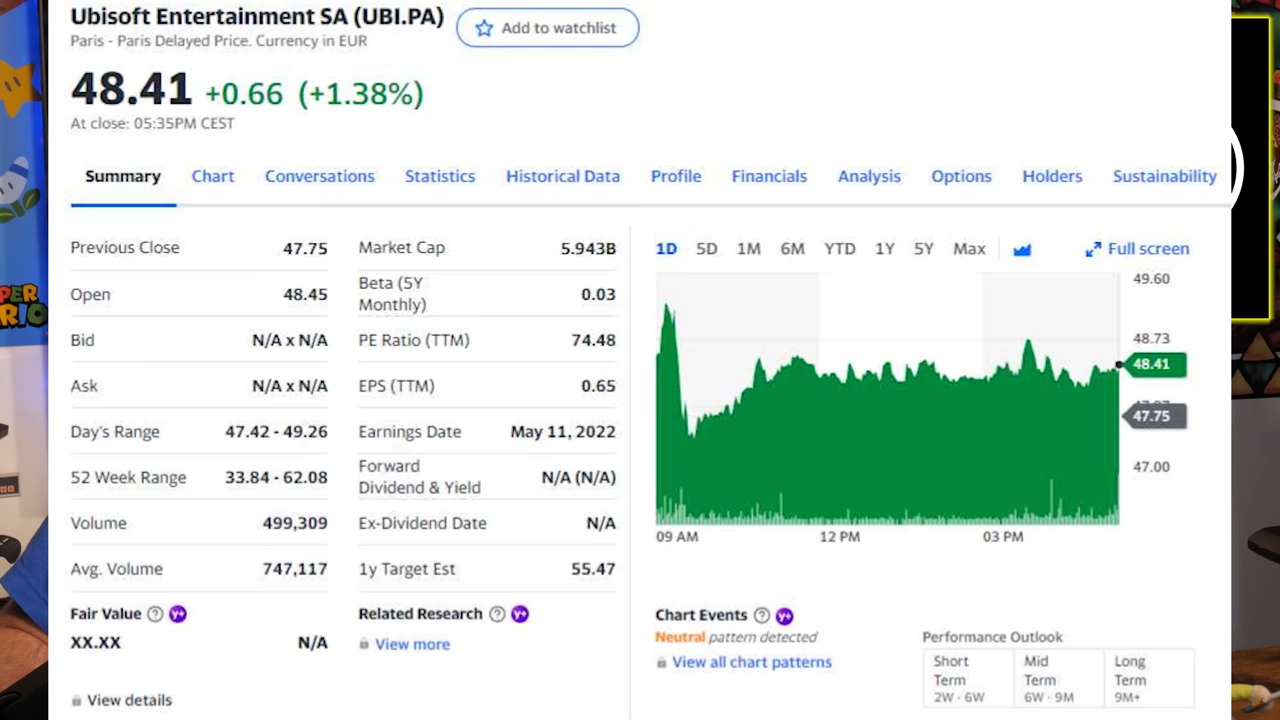 Ubisoft Entertainment SA (UBI.PA)
Add to watchlist
Paris - Paris Delayed Price. Currency in EUR
48.41 +0.66 (+1.38%)
At close: 05:35PM CEST
Summary Chart Conversations Statistics Historical Data Profile Financials Analysis Options Holders Sustainability
Previous Close 47.75
Open 48.45
Bid N/A x N/A
Ask N/A x N/A
Day's Range 47.42 - 49.26
52 Week Range 33.84 - 62.08
Volume 499,309
Avg. Volume 747,117
Market Cap 5.943B
Beta (5Y
Monthly) 0.03
PE Ratio (TTM) 74.48
EPS (TTM) 0.65
Earnings Date May 11, 2022
Forward
Dividend & Yield N/A (N/A)
Ex-Dividend Date N/A
1y Target Est 55.47
Fair Value ? Y+
XX.XX N/A
View details
Related Research ? Y+
View more
1D 5D 1M 6M YTD 1Y 5Y Max Full screen
49.60
48.73
48.41
47.75
47.00
09 AM 12 PM 03 PM
Chart Events ? Y+
Neutral pattern detected
View all chart patterns
Performance Outlook
Short
Term
2W - 6W
Mid
Term
6W - 9M
Long
Term
9M+
PER
RIO